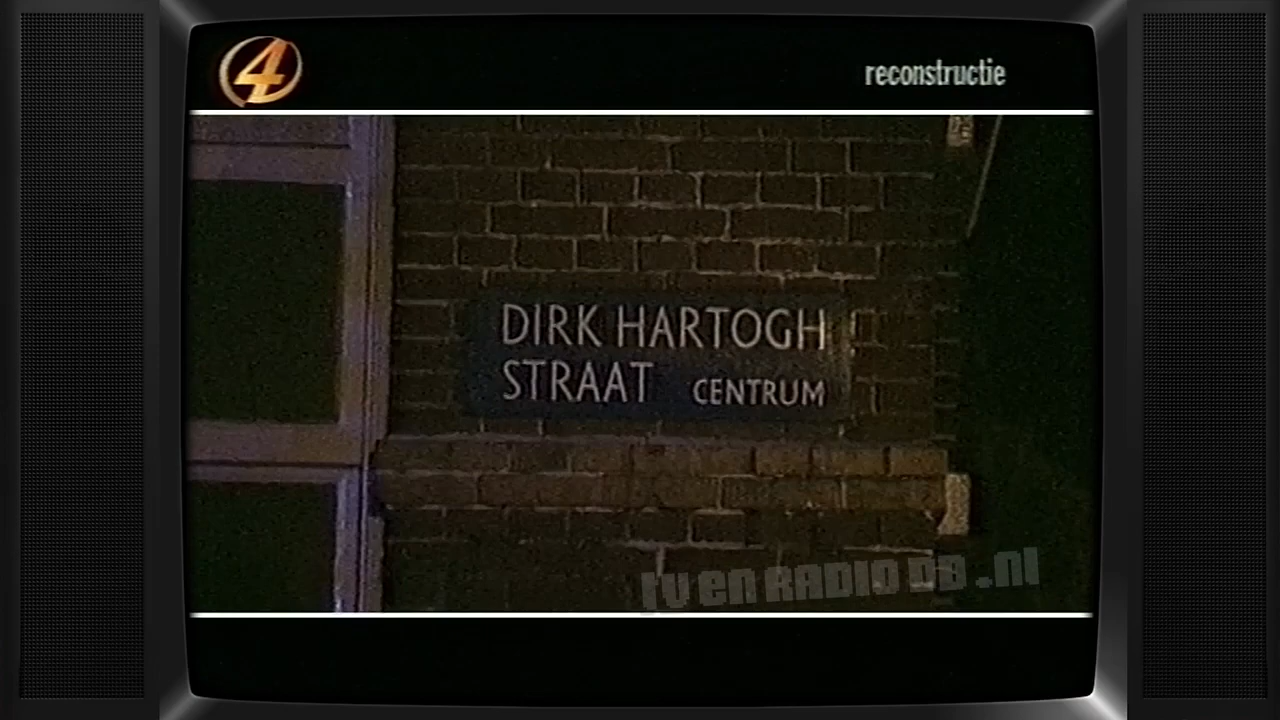 4
reconstructie
DIRK HARTOGH
STRAAT CENTRUM
TV EN RADIO DB .nl